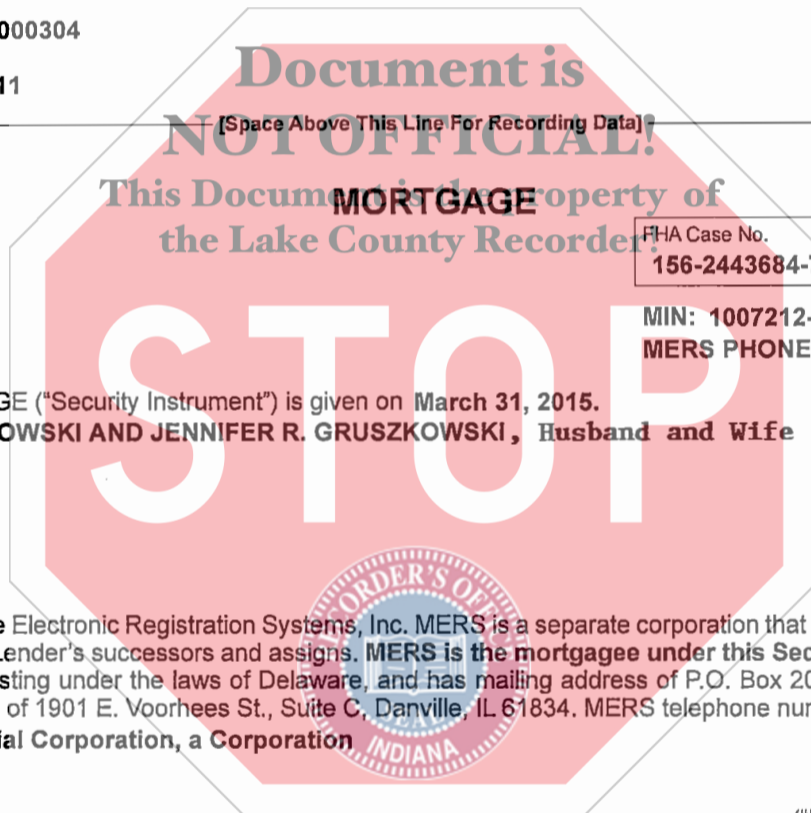 000304
Document is
11
[Space Above This Line For Recording Data]
NOT OFFICIAL!
This Document is the property of
MORTGAGE
the Lake County Recorder!
FHA Case No.
156-2443684-
MIN: 1007212-
MERS PHONE
STOP
GE (“Security Instrument”) is given on March 31, 2015.
OWSKI AND JENNIFER R. GRUSZKOWSKI, Husband and Wife
RECORDER'S OFFICE
e Electronic Registration Systems, Inc. MERS is a separate corporation that
Lender's successors and assigns. MERS is the mortgagee under this Sec
sting under the laws of Delaware, and has mailing address of P.O. Box 20
of 1901 E. Voorhees St., Suite C, Danville, IL 61834. MERS telephone nur
SEAL
ial Corporation, a Corporation
INDIANA